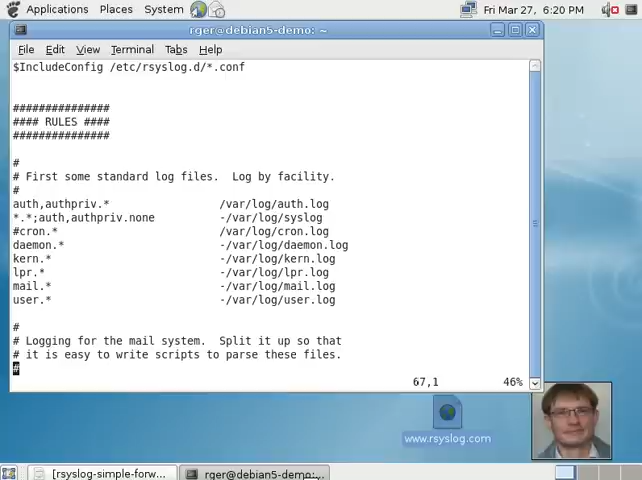 Applications Places System Fri Mar 27, 6:20 PM
rger@debian5-demo: ~
File Edit View Terminal Tabs Help
$IncludeConfig /etc/rsyslog.d/*.conf
###############
#### RULES ####
###############
#
# First some standard log files.  Log by facility.
#
auth,authpriv.* /var/log/auth.log
*.*;auth,authpriv.none -/var/log/syslog
#cron.* /var/log/cron.log
daemon.* -/var/log/daemon.log
kern.* -/var/log/kern.log
lpr.* -/var/log/lpr.log
mail.* -/var/log/mail.log
user.* -/var/log/user.log
#
# Logging for the mail system.  Split it up so that
# it is easy to write scripts to parse these files.
#
67,1 46%
www.rsyslog.com
[rsyslog-simple-forw... rger@debian5-demo:...